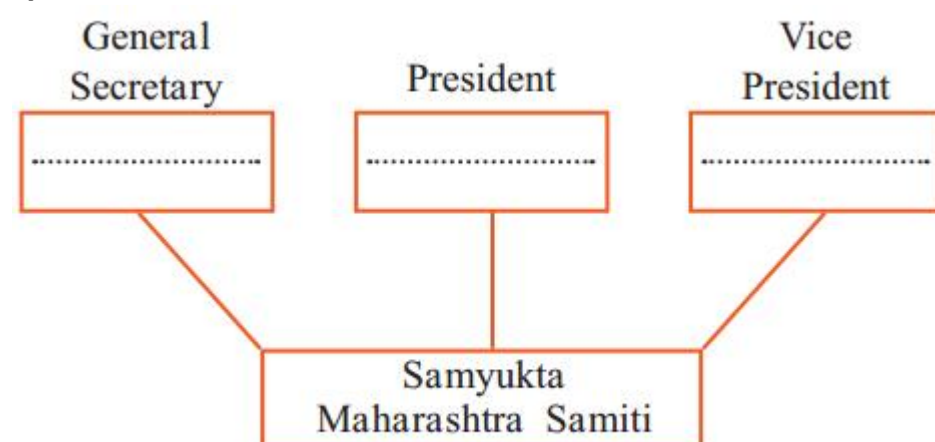 General
Secretary
President
Vice
President
Samyukta
Maharashtra Samiti